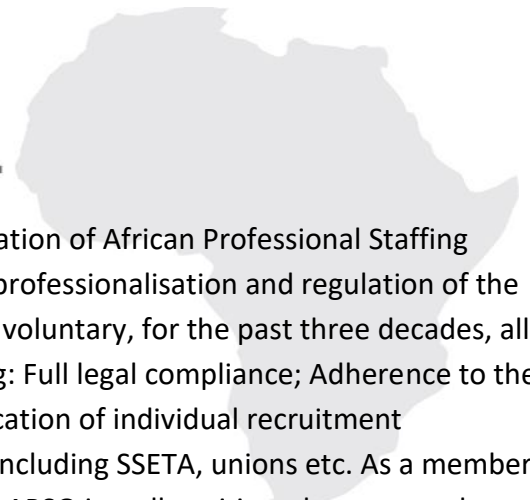 ation of African Professional Staffing
professionalisation and regulation of the
voluntary, for the past three decades, all
g: Full legal compliance; Adherence to the
cation of individual recruitment
ncluding SSETA, unions etc. As a member